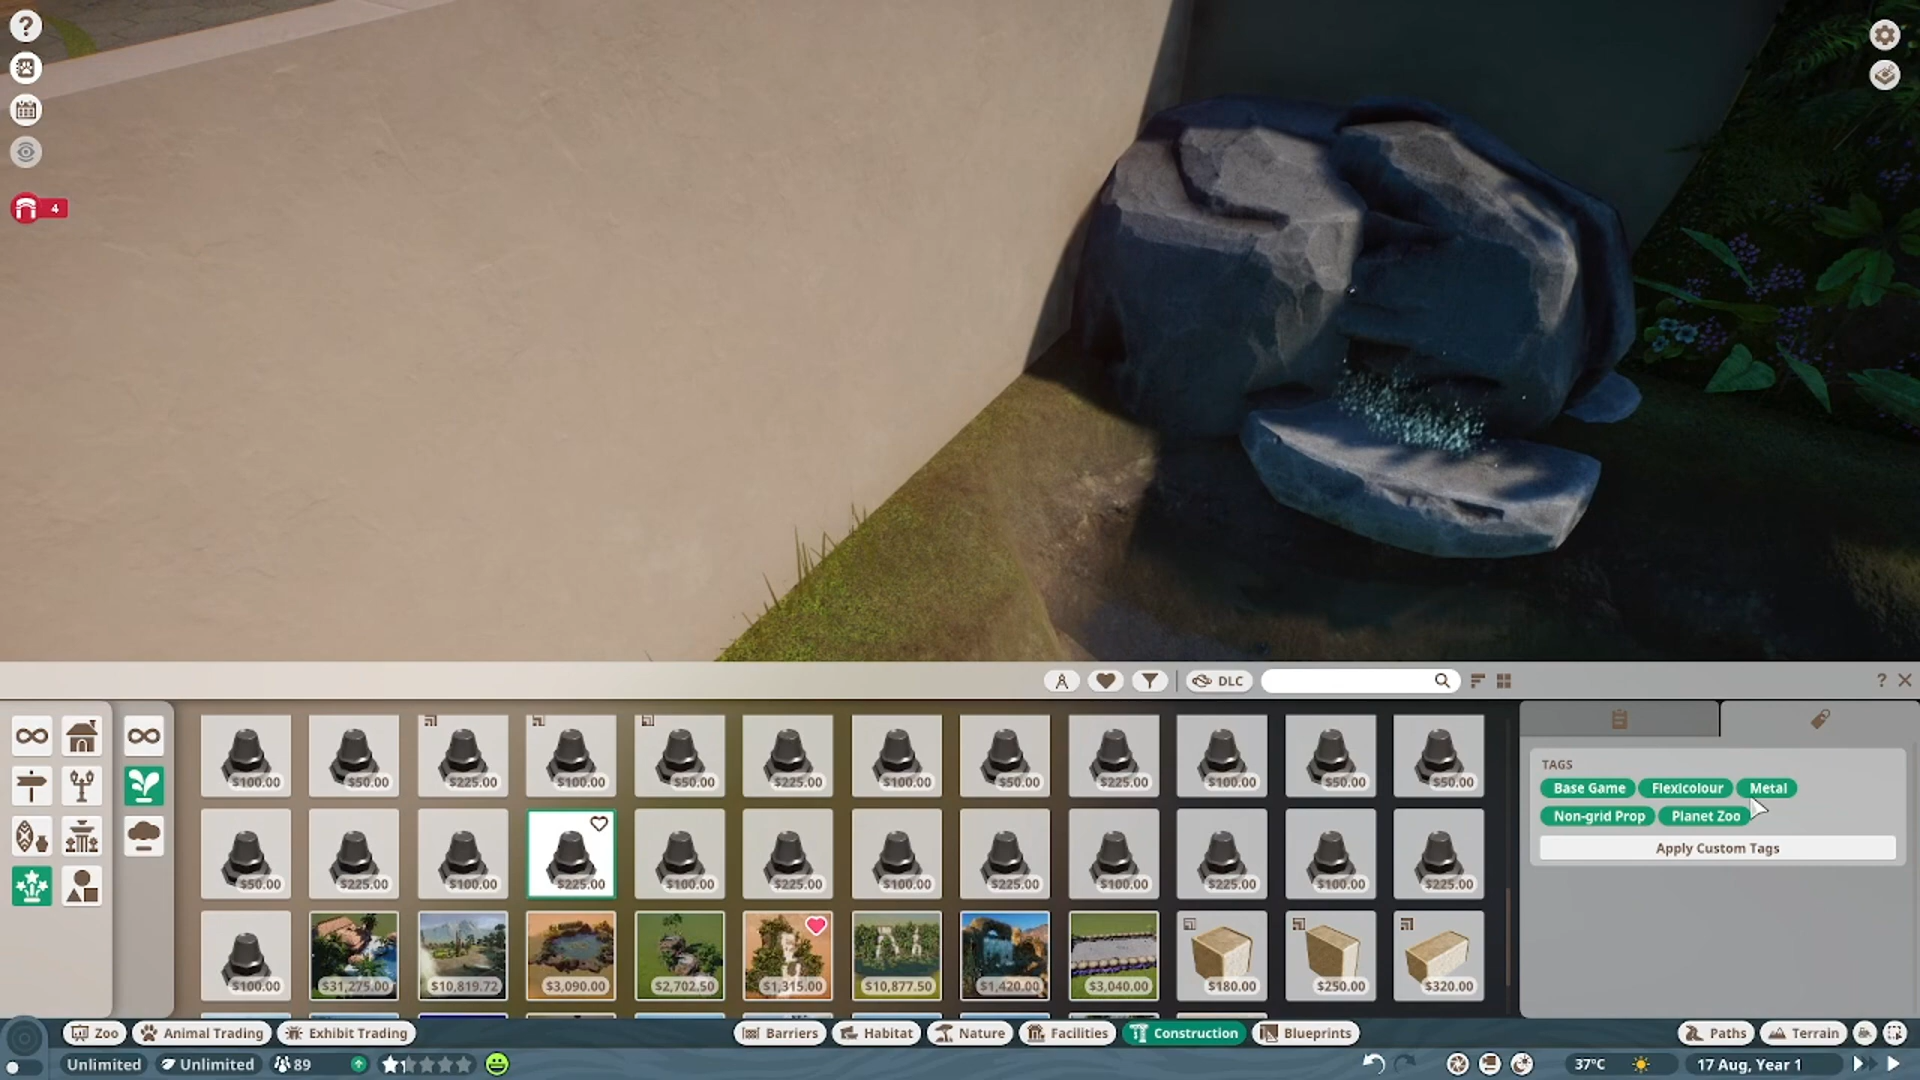 ?
4
DLC
?
$100.00 $50.00 $225.00 $100.00 $50.00 $225.00 $100.00 $50.00 $225.00 $100.00 $50.00 $50.00
$50.00 $225.00 $100.00 $225.00 $100.00 $225.00 $100.00 $225.00 $100.00 $225.00 $100.00 $225.00
$100.00 $31,275.00 $10,819.72 $3,090.00 $2,702.50 $1,315.00 $10,877.50 $1,420.00 $3,040.00 $180.00 $250.00 $320.00
TAGS
Base Game Flexicolour Metal
Non-grid Prop Planet Zoo
Apply Custom Tags
Zoo Animal Trading Exhibit Trading Barriers Habitat Nature Facilities Construction Blueprints Paths Terrain
Unlimited Unlimited 89 37°C 17 Aug, Year 1